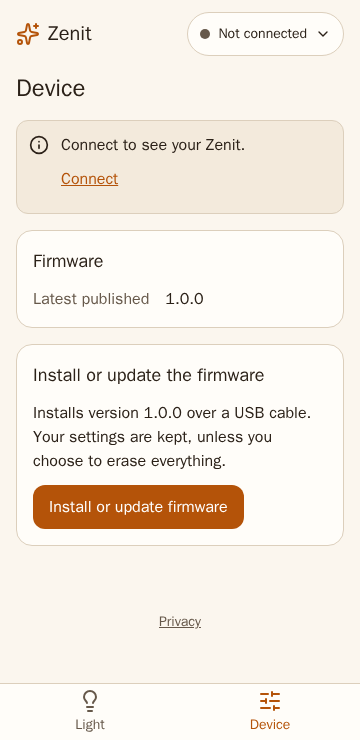 Zenit
Not connected
Device
Connect to see your Zenit.
Connect
Firmware
Latest published 1.0.0
Install or update the firmware
Installs version 1.0.0 over a USB cable.
Your settings are kept, unless you
choose to erase everything.
Install or update firmware
Privacy
Light
Device